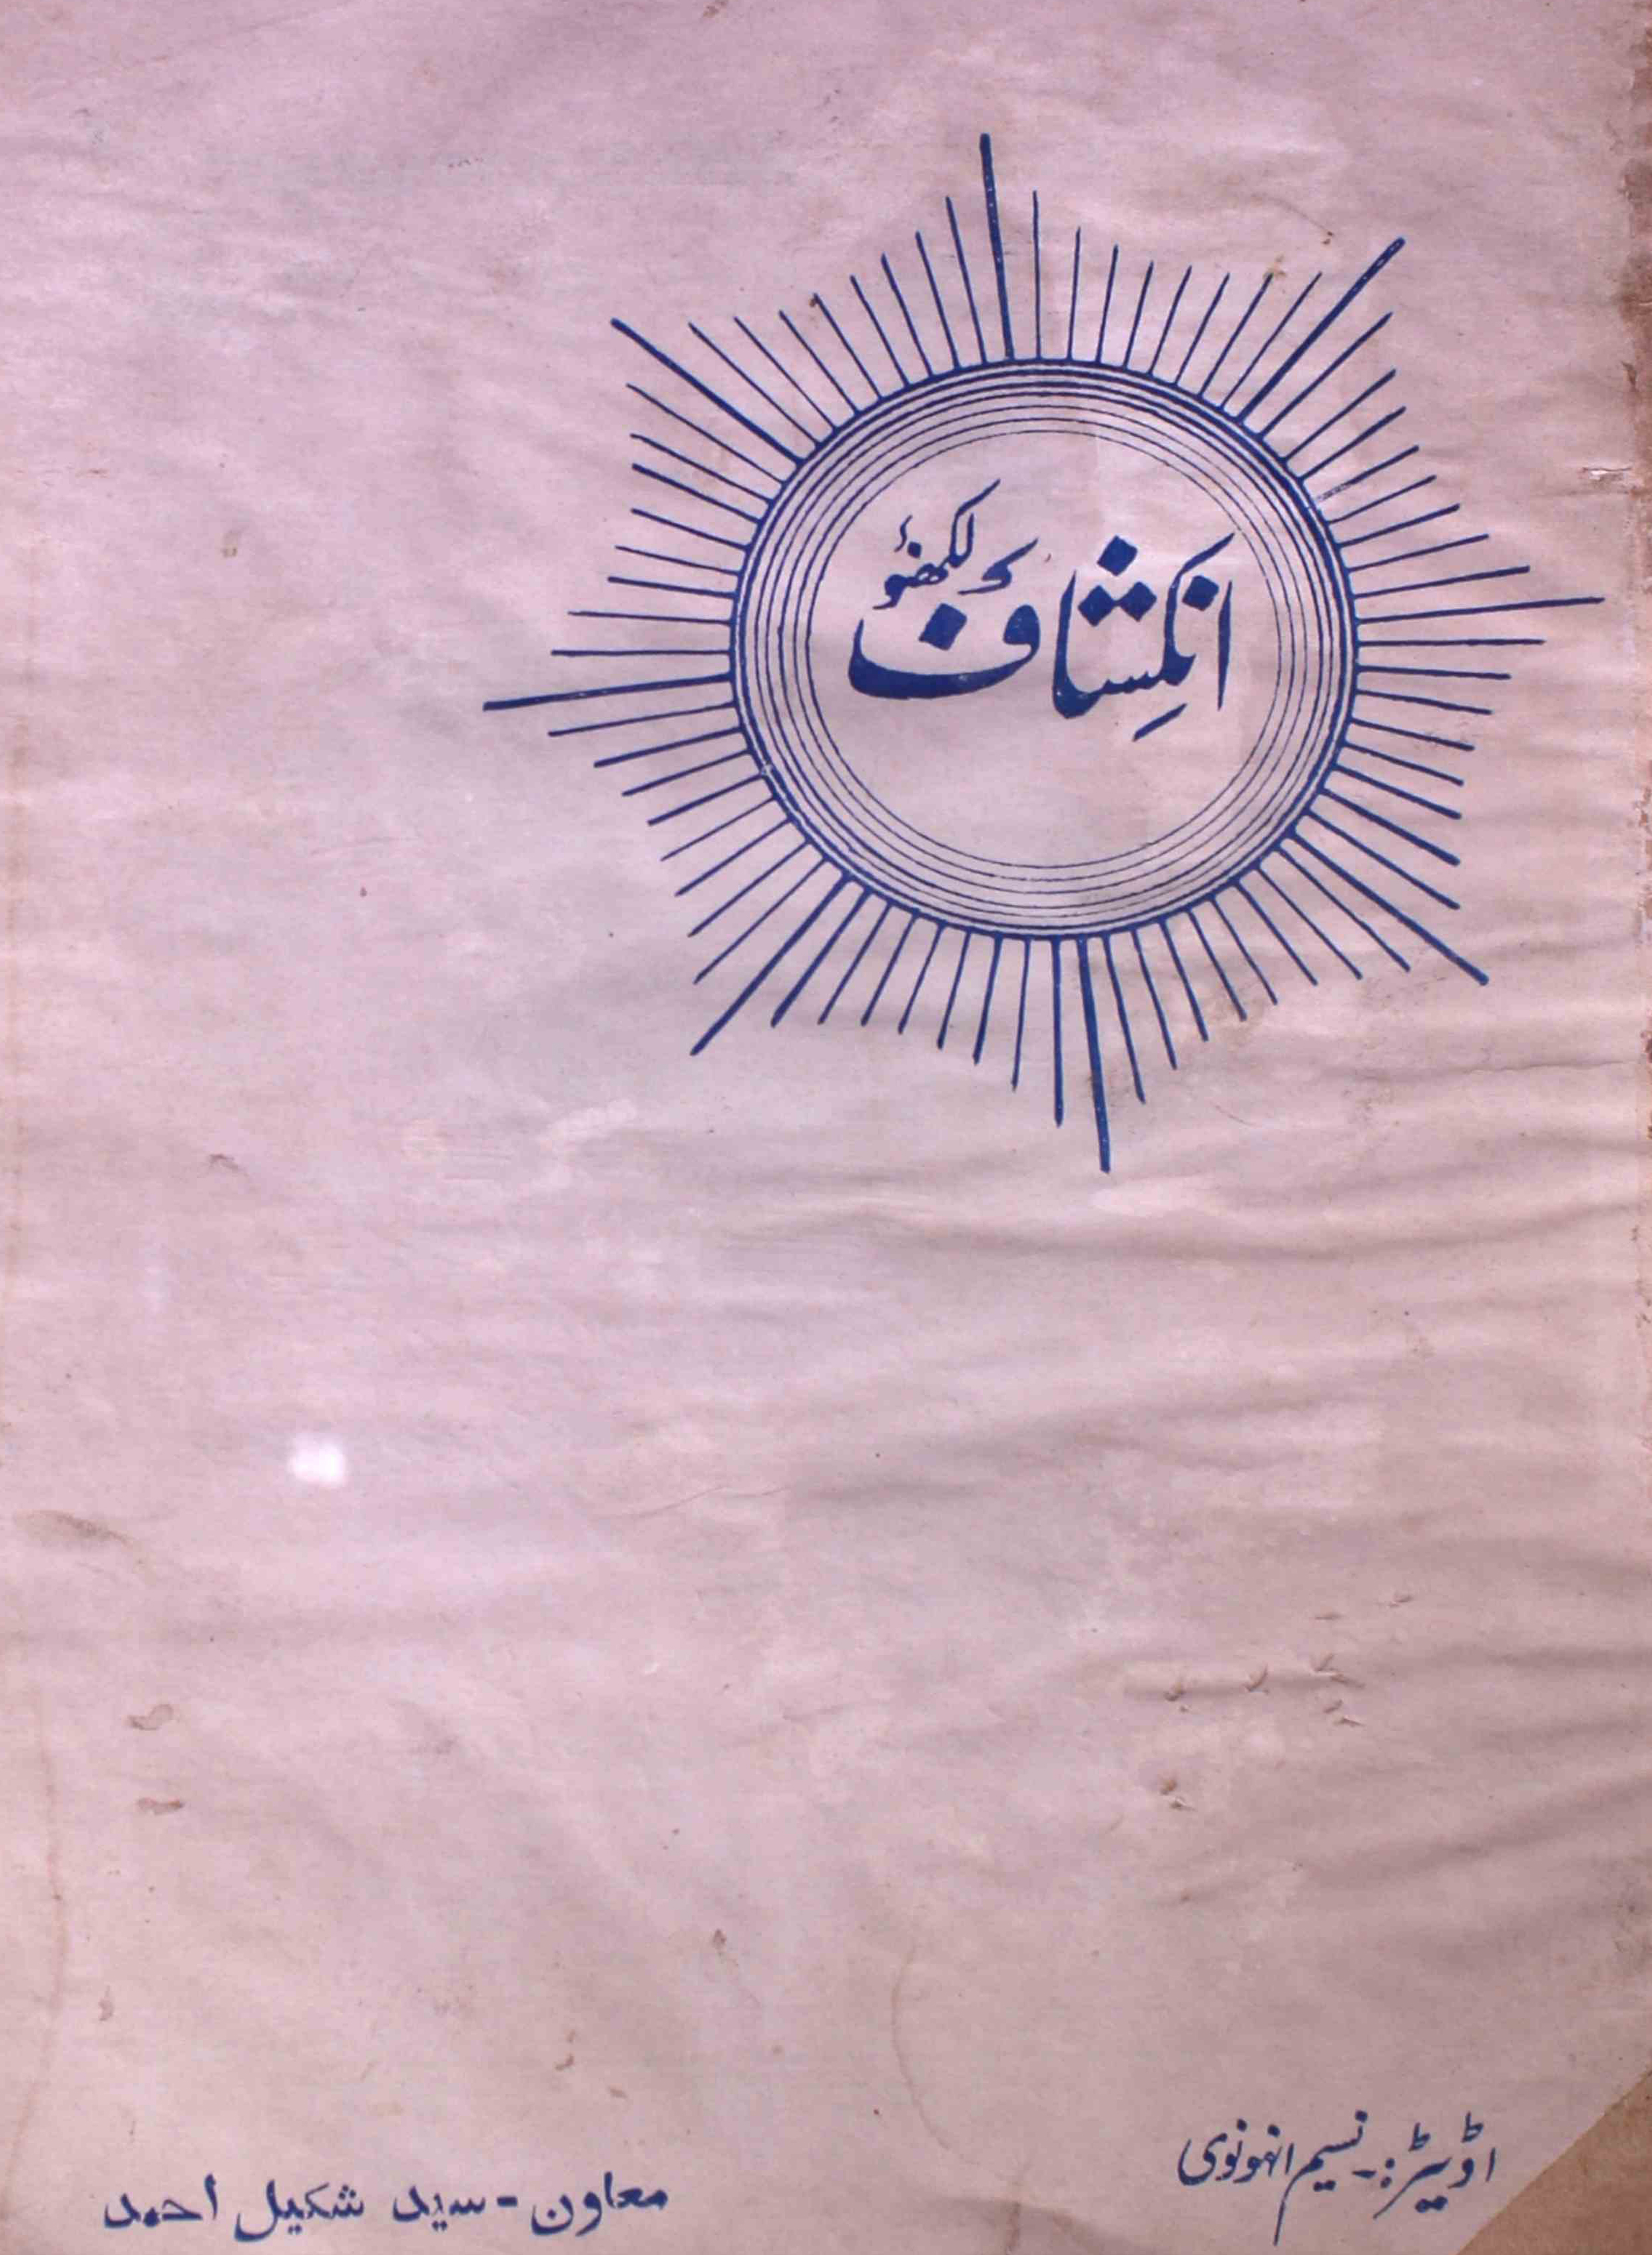 انکشاف لکھنؤ
اڈیٹر:۔ نسیم انہونوی
معاون - سید شکیل احمد